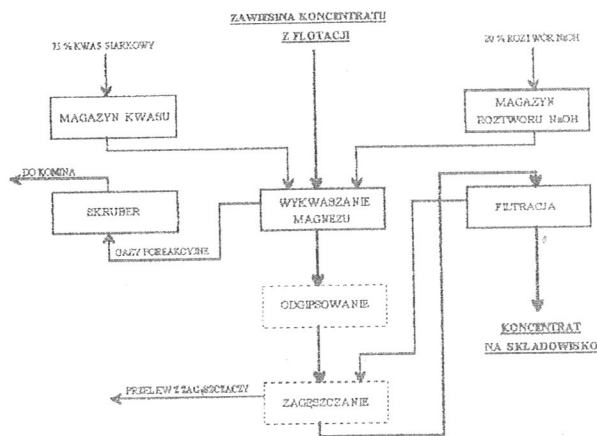 ZAWIESINA KONCENTRATU
Z FLOTACJI
75 % KWAS SIARKOWY
20 % ROZTWÓR NaOH
MAGAZYN KWASU
MAGAZYN
ROZTWORU NaOH
DO KOMINA
SKRUBER
WYKWASZANIE
MAGNEZU
FILTRACJA
GAZY POREAKCYJNE
ODGIPSOWANIE
KONCENTRAT
NA SKŁADOWISKO
PRZELEW Z ZAGĘSZCZACZY
ZAGĘSZCZANIE